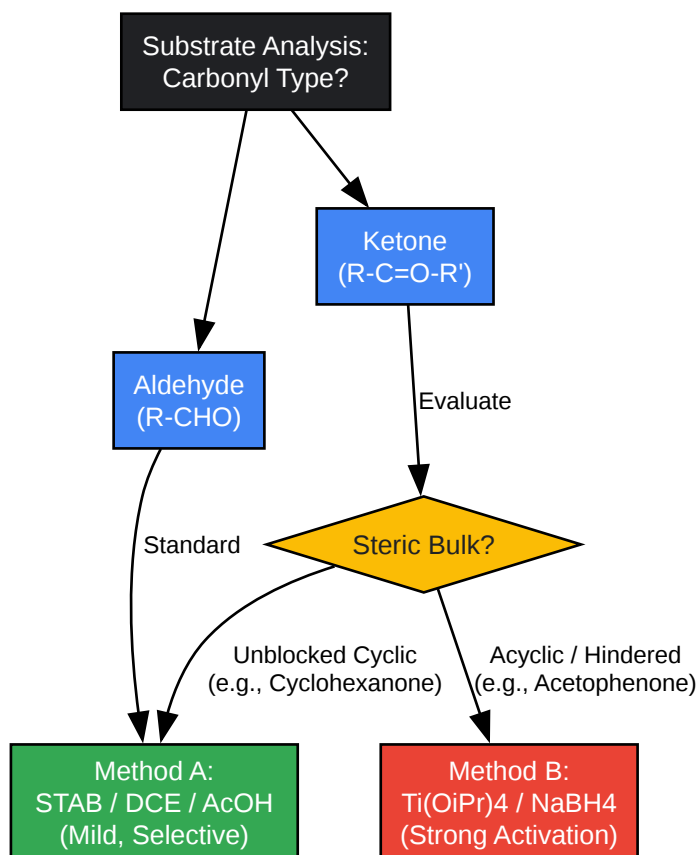 Substrate Analysis:
Carbonyl Type?
Ketone
(R-C=O-R')
Aldehyde
(R-CHO)
Evaluate
Standard
Steric Bulk?
Unblocked Cyclic
(e.g., Cyclohexanone)
Acyclic / Hindered
(e.g., Acetophenone)
Method A:
STAB / DCE / AcOH
(Mild, Selective)
Method B:
Ti(OiPr)4 / NaBH4
(Strong Activation)